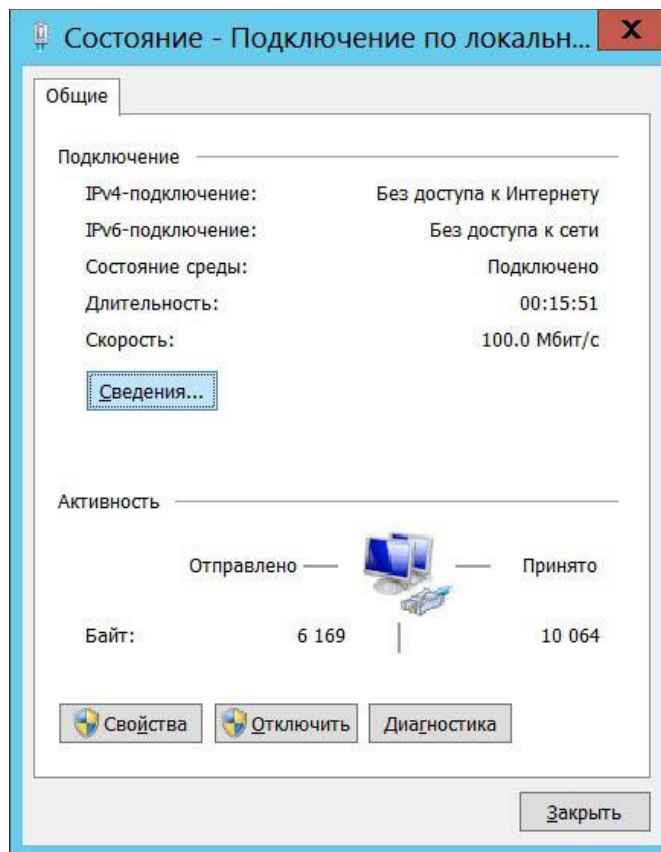 Состояние - Подключение по локальн...
X
Общие
Подключение
IPv4-подключение: Без доступа к Интернету
IPv6-подключение: Без доступа к сети
Состояние среды: Подключено
Длительность: 00:15:51
Скорость: 100.0 Мбит/с
Сведения...
Активность
Отправлено Принято
Байт: 6 169 10 064
Свойства Отключить Диагностика
Закрыть